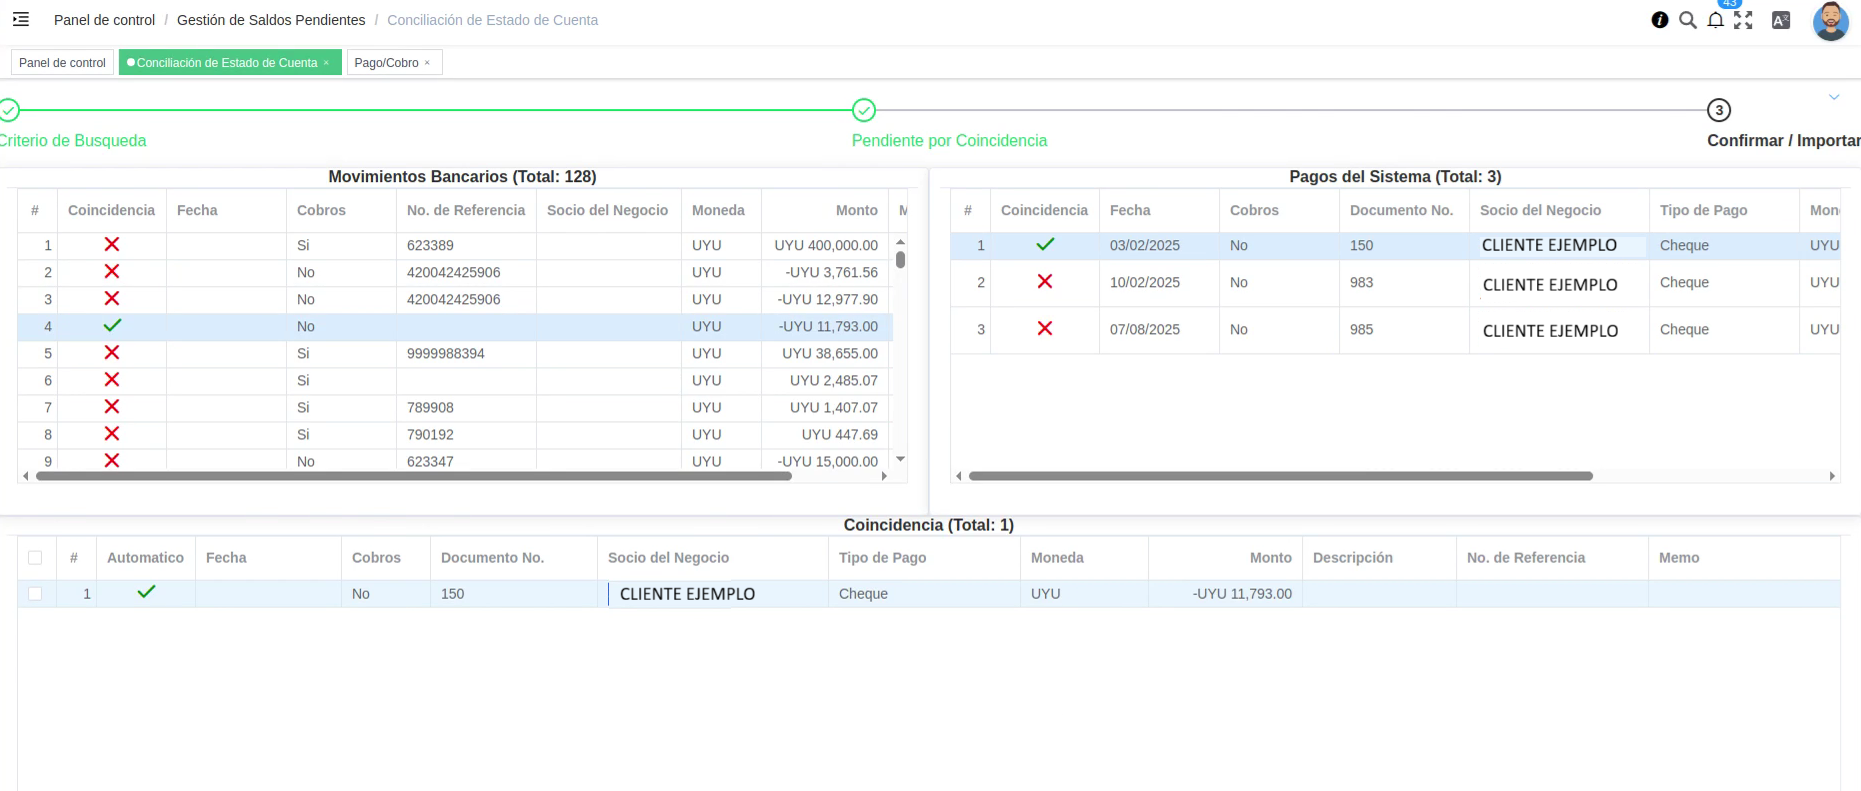 Panel de control / Gestión de Saldos Pendientes / Conciliación de Estado de Cuenta
43
Panel de control
Conciliación de Estado de Cuenta ×
Pago/Cobro ×
3
Criterio de Busqueda
Pendiente por Coincidencia
Confirmar / Importar
Movimientos Bancarios (Total: 128)
# Coincidencia Fecha Cobros No. de Referencia Socio del Negocio Moneda Monto M
1 Si 623389 UYU UYU 400,000.00
2 No 420042425906 UYU -UYU 3,761.56
3 No 420042425906 UYU -UYU 12,977.90
4 No UYU -UYU 11,793.00
5 Si 9999988394 UYU UYU 38,655.00
6 Si UYU UYU 2,485.07
7 Si 789908 UYU UYU 1,407.07
8 Si 790192 UYU UYU 447.69
9 No 623347 UYU -UYU 15,000.00
Pagos del Sistema (Total: 3)
# Coincidencia Fecha Cobros Documento No. Socio del Negocio Tipo de Pago Mon
1 03/02/2025 No 150 CLIENTE EJEMPLO Cheque UYU
2 10/02/2025 No 983 CLIENTE EJEMPLO Cheque UYU
3 07/08/2025 No 985 CLIENTE EJEMPLO Cheque UYU
Coincidencia (Total: 1)
# Automatico Fecha Cobros Documento No. Socio del Negocio Tipo de Pago Moneda Monto Descripción No. de Referencia Memo
1 No 150 CLIENTE EJEMPLO Cheque UYU -UYU 11,793.00